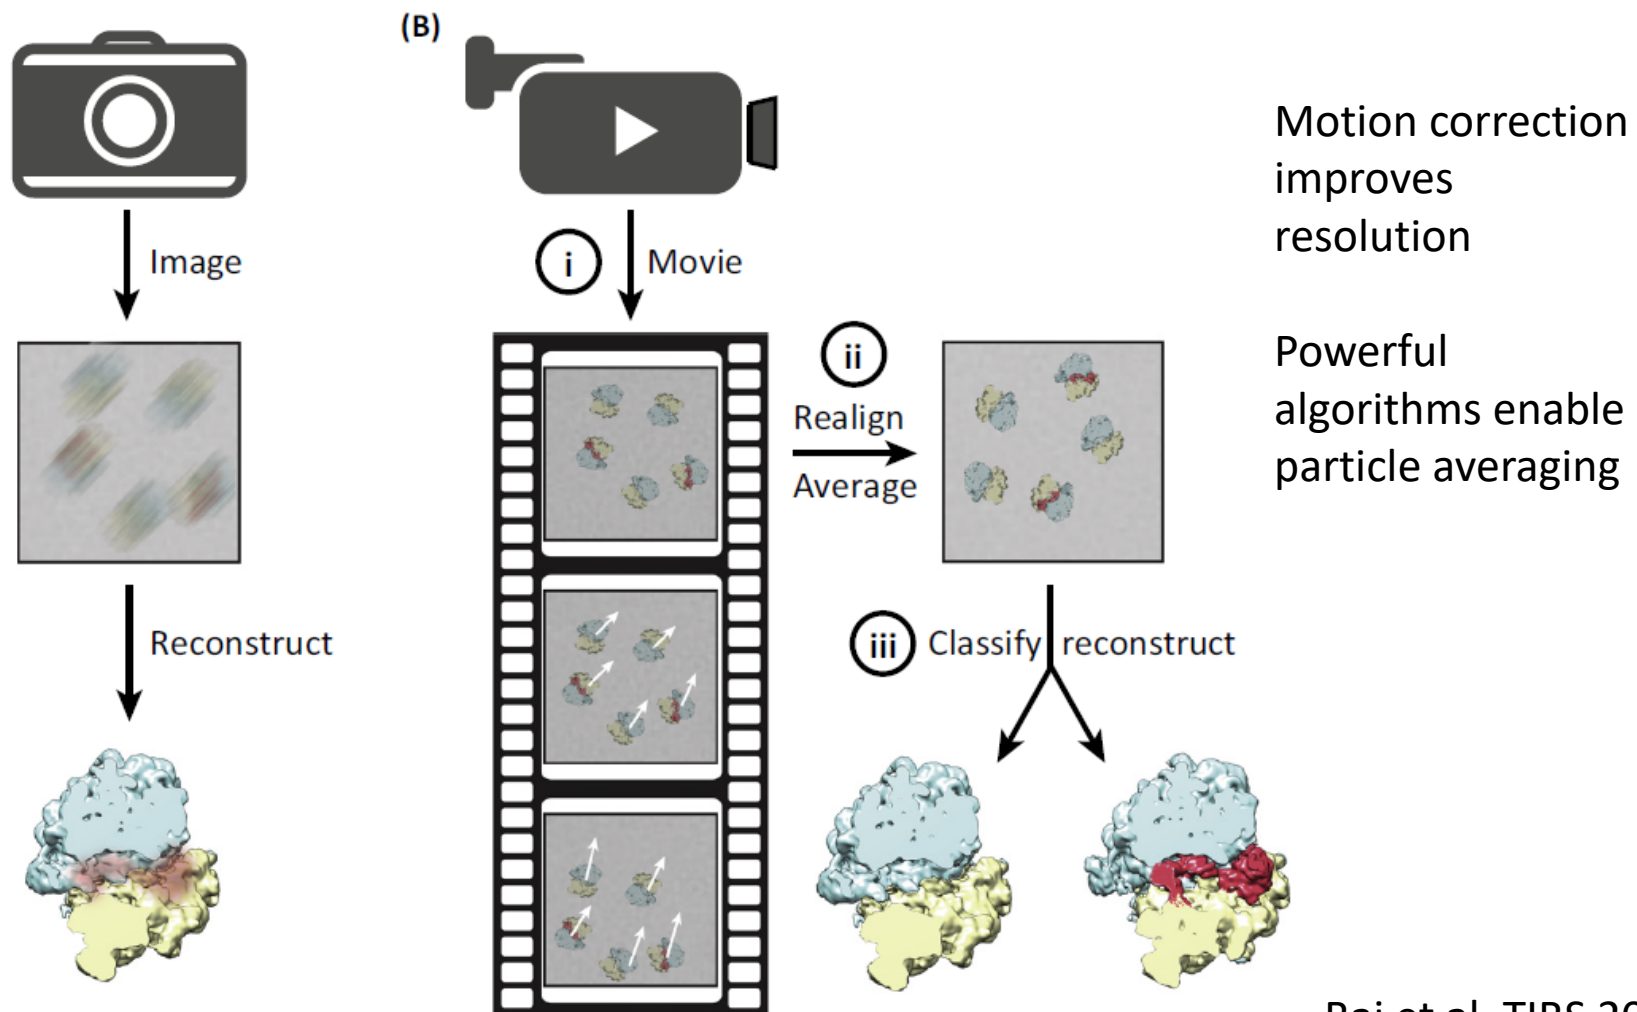 (B)
Image
Reconstruct
i
Movie
ii
Realign
Average
iii
Classify reconstruct
Motion correction
improves
resolution
Powerful
algorithms enable
particle averaging